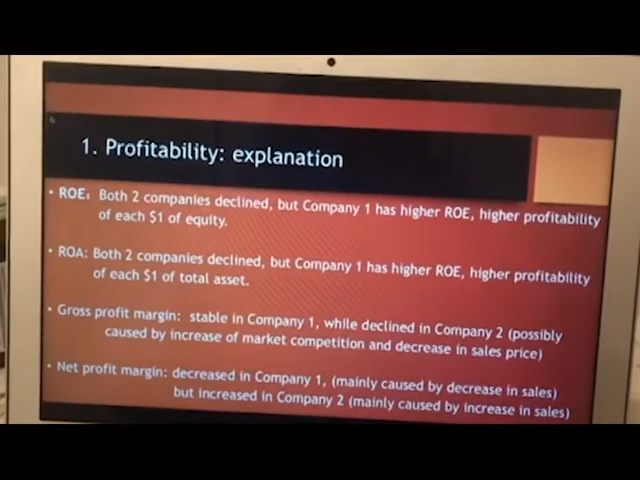 1. Profitability: explanation
• ROE: Both 2 companies declined, but Company 1 has higher ROE, higher profitability
of each $1 of equity.
• ROA: Both 2 companies declined, but Company 1 has higher ROE, higher profitability
of each $1 of total asset.
• Gross profit margin: stable in Company 1, while declined in Company 2 (possibly
caused by increase of market competition and decrease in sales price)
• Net profit margin: decreased in Company 1, (mainly caused by decrease in sales)
but increased in Company 2 (mainly caused by increase in sales)